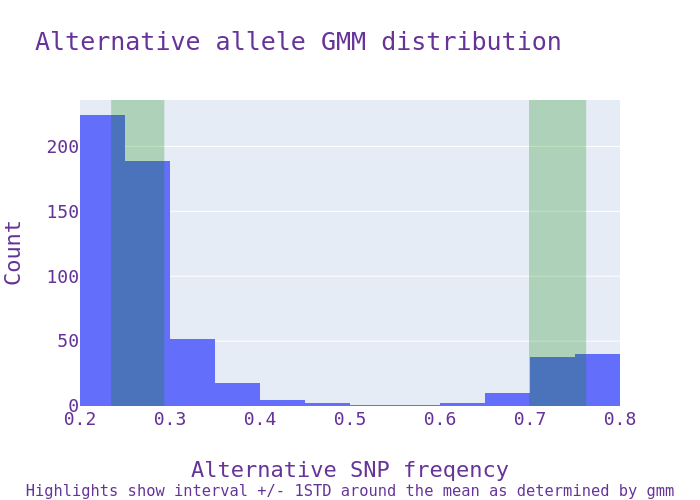 Alternative allele GMM distribution
Count
200
150
100
50
0
0.2 0.3 0.4 0.5 0.6 0.7 0.8
Alternative SNP freqency
Highlights show interval +/- 1STD around the mean as determined by gmm